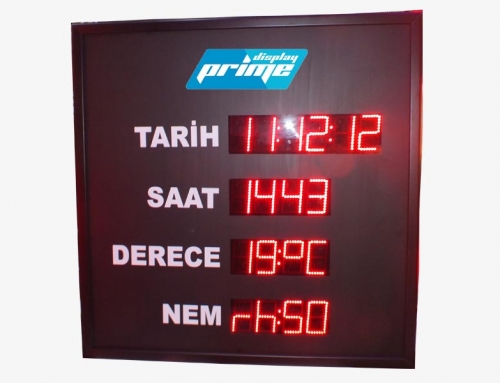 display
prime
TARİH 11:12:12
SAAT 14:43
DERECE 19:°C
NEM rh:50